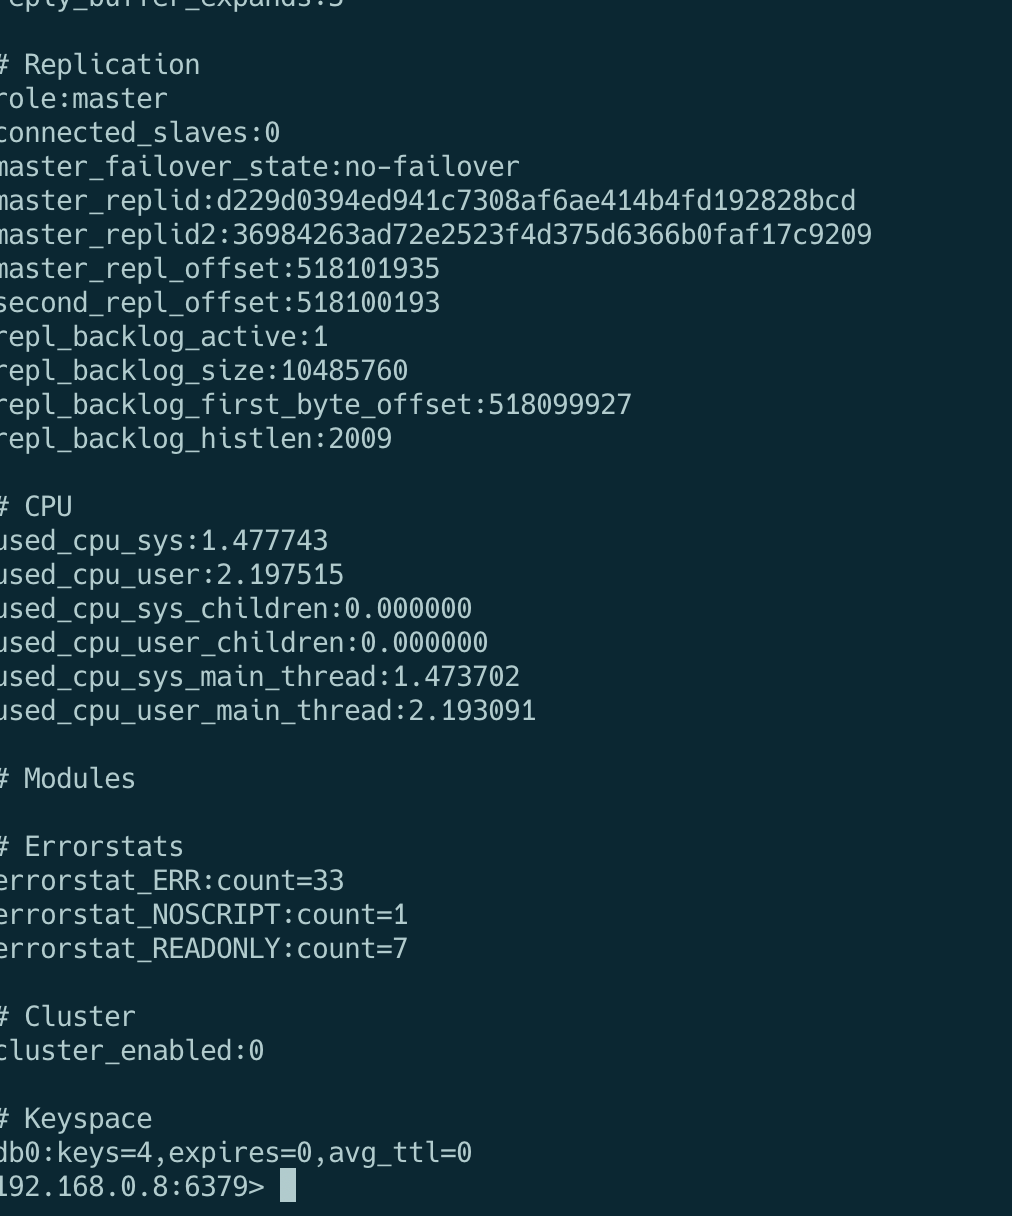 eply_buffer_expands:5
# Replication
role:master
connected_slaves:0
master_failover_state:no-failover
master_replid:d229d0394ed941c7308af6ae414b4fd192828bcd
master_replid2:36984263ad72e2523f4d375d6366b0faf17c9209
master_repl_offset:518101935
second_repl_offset:518100193
repl_backlog_active:1
repl_backlog_size:10485760
repl_backlog_first_byte_offset:518099927
repl_backlog_histlen:2009
# CPU
used_cpu_sys:1.477743
used_cpu_user:2.197515
used_cpu_sys_children:0.000000
used_cpu_user_children:0.000000
used_cpu_sys_main_thread:1.473702
used_cpu_user_main_thread:2.193091
# Modules
# Errorstats
errorstat_ERR:count=33
errorstat_NOSCRIPT:count=1
errorstat_READONLY:count=7
# Cluster
cluster_enabled:0
# Keyspace
db0:keys=4,expires=0,avg_ttl=0
192.168.0.8:6379>